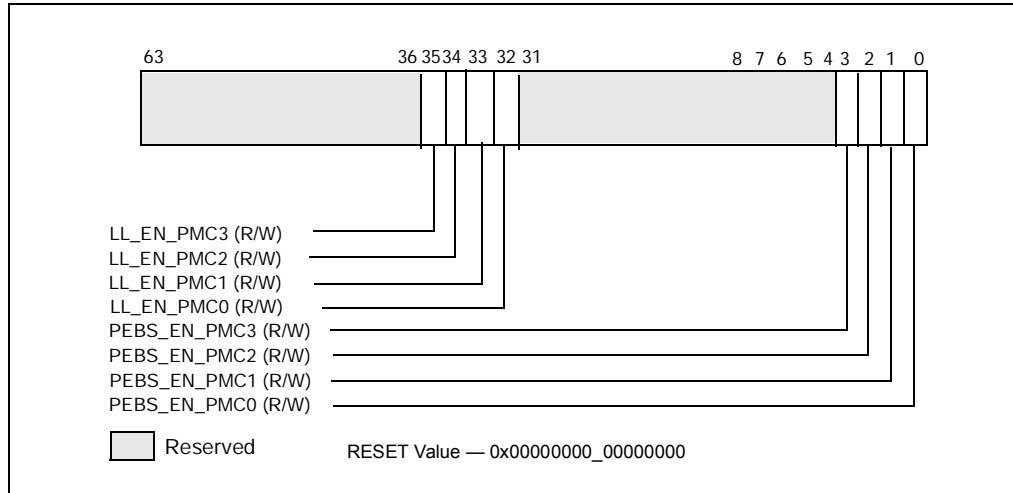 63 36 35 34 33 32 31 8 7 6 5 4 3 2 1 0
LL_EN_PMC3 (R/W)
LL_EN_PMC2 (R/W)
LL_EN_PMC1 (R/W)
LL_EN_PMC0 (R/W)
PEBS_EN_PMC3 (R/W)
PEBS_EN_PMC2 (R/W)
PEBS_EN_PMC1 (R/W)
PEBS_EN_PMC0 (R/W)
Reserved RESET Value — 0x00000000_00000000